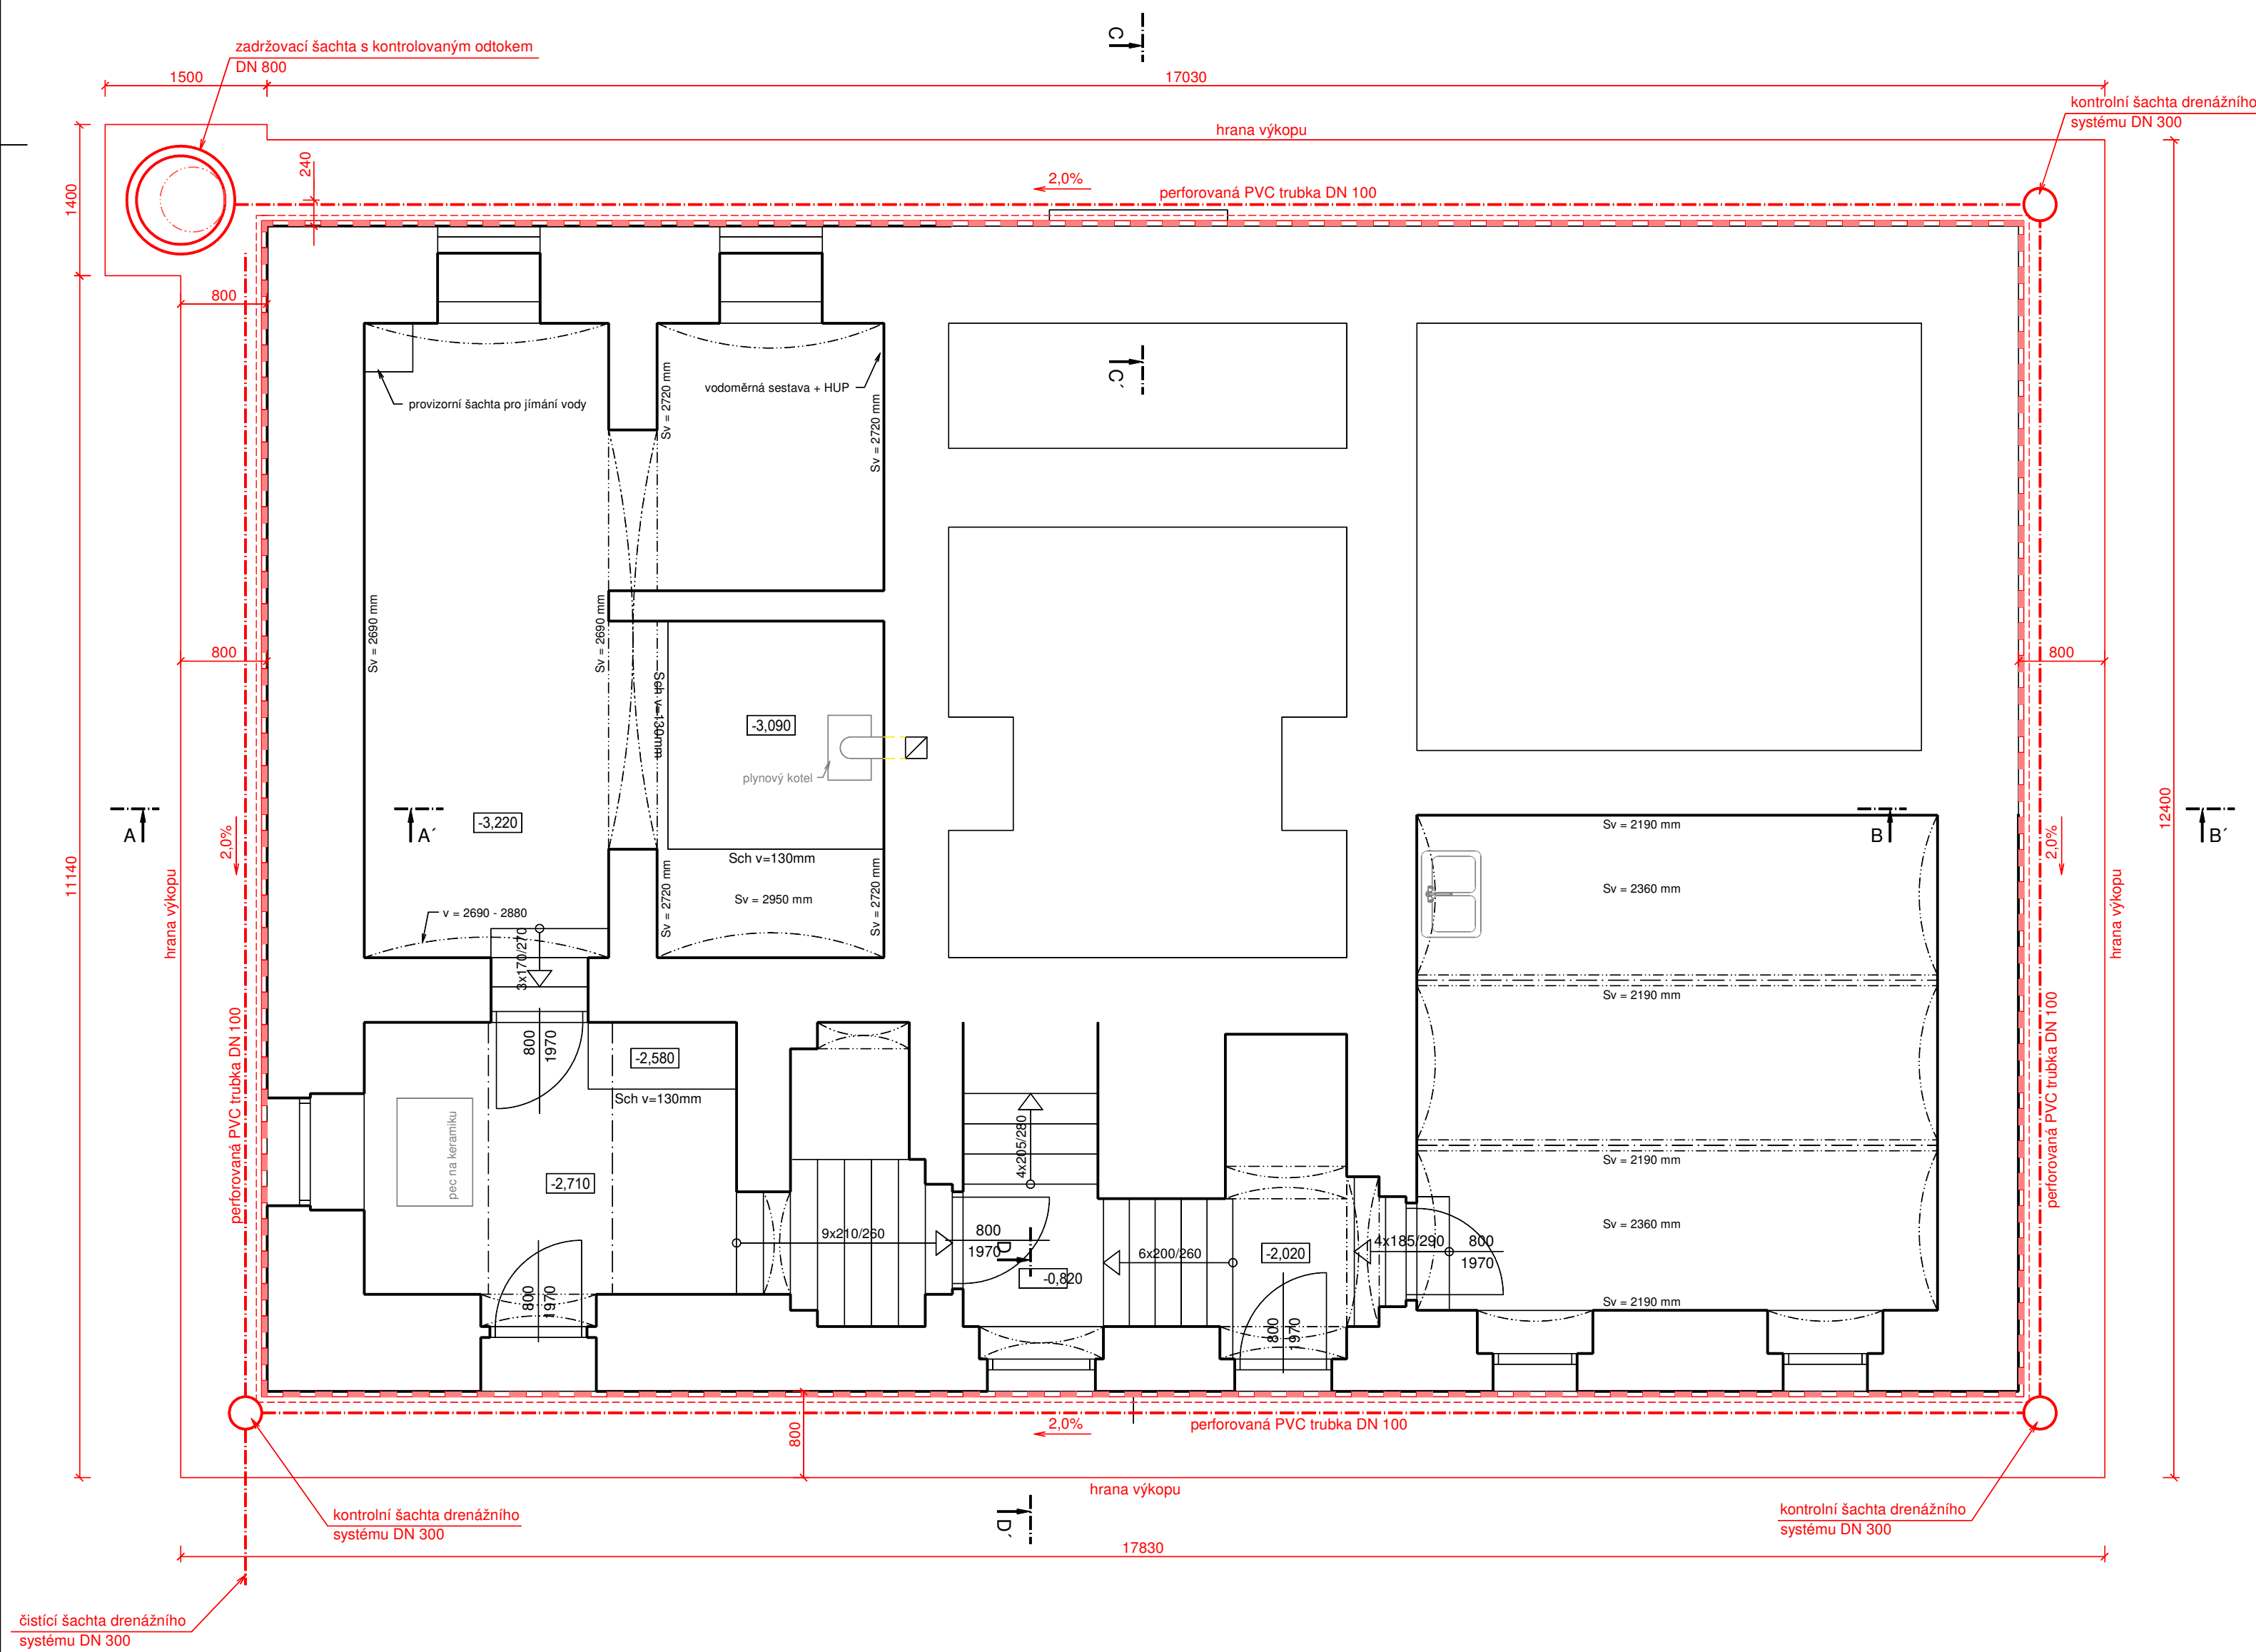 C
zadržovací šachta s kontrolovaným odtokem
DN 800
1500
17030
kontrolní šachta drenážního
systému DN 300
hrana výkopu
240
1400
2,0%
perforovaná PVC trubka DN 100
800
C´
vodoměrná sestava + HUP
provizorní šachta pro jímání vody
Sv = 2720 mm
Sv = 2720 mm
Sv = 2690 mm
Sv = 2690 mm
800
800
Sch v=130mm
-3,090
plynový kotel
-3,220
A
A´
B
B´
12400
2,0%
2,0%
11140
hrana výkopu
hrana výkopu
Sv = 2190 mm
Sv = 2360 mm
Sch v=130mm
Sv = 2950 mm
Sv = 2720 mm
Sv = 2720 mm
v = 2690 - 2880
3x170/270
Sv = 2190 mm
perforovaná PVC trubka DN 100
perforovaná PVC trubka DN 100
800
1970
-2,580
Sch v=130mm
pec na keramiku
-2,710
4x205/280
Sv = 2190 mm
Sv = 2360 mm
9x210/260
800
1970
D
-0,820
6x200/260
-2,020
4x185/290
800
1970
800
1970
800
1970
Sv = 2190 mm
800
2,0%
perforovaná PVC trubka DN 100
hrana výkopu
kontrolní šachta drenážního
systému DN 300
D´
kontrolní šachta drenážního
systému DN 300
17830
čistící šachta drenážního
systému DN 300